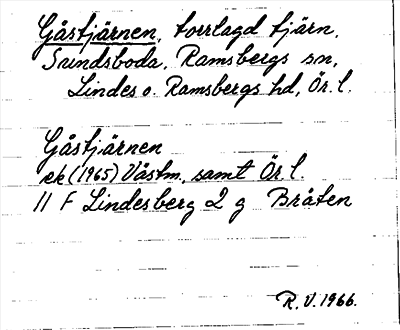 Gåstjärnen, torrlagd tjärn,
Sundsboda, Ramsbergs sn,
Lindes o. Ramsbergs hd, Ör. l.
Gåstjärnen
ek (1965) Västm. samt Ör. l.
11 F Lindesberg 2 g Bråten
R. V. 1966.